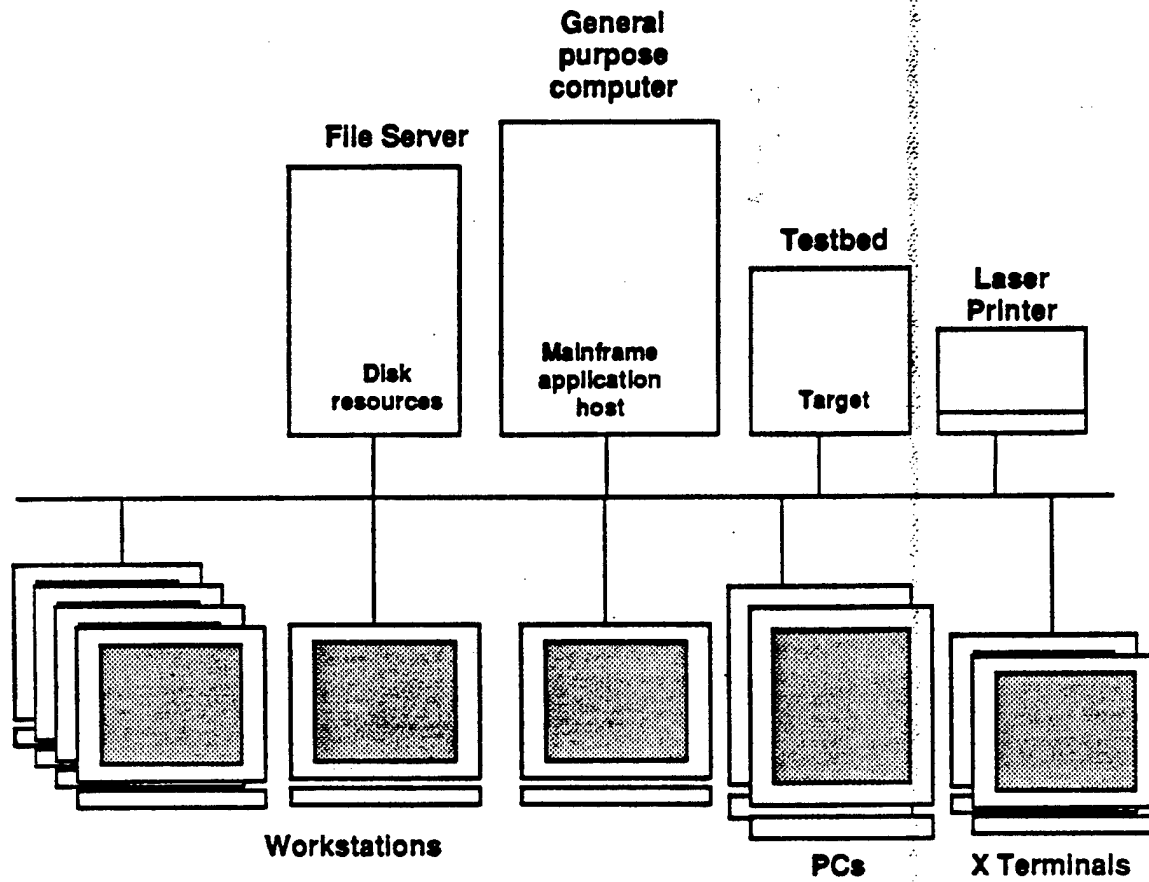 General
purpose
computer
File Server
Testbed
Laser
Printer
Disk
resources
Mainframe
application
host
Target
Workstations
PCs
X Terminals